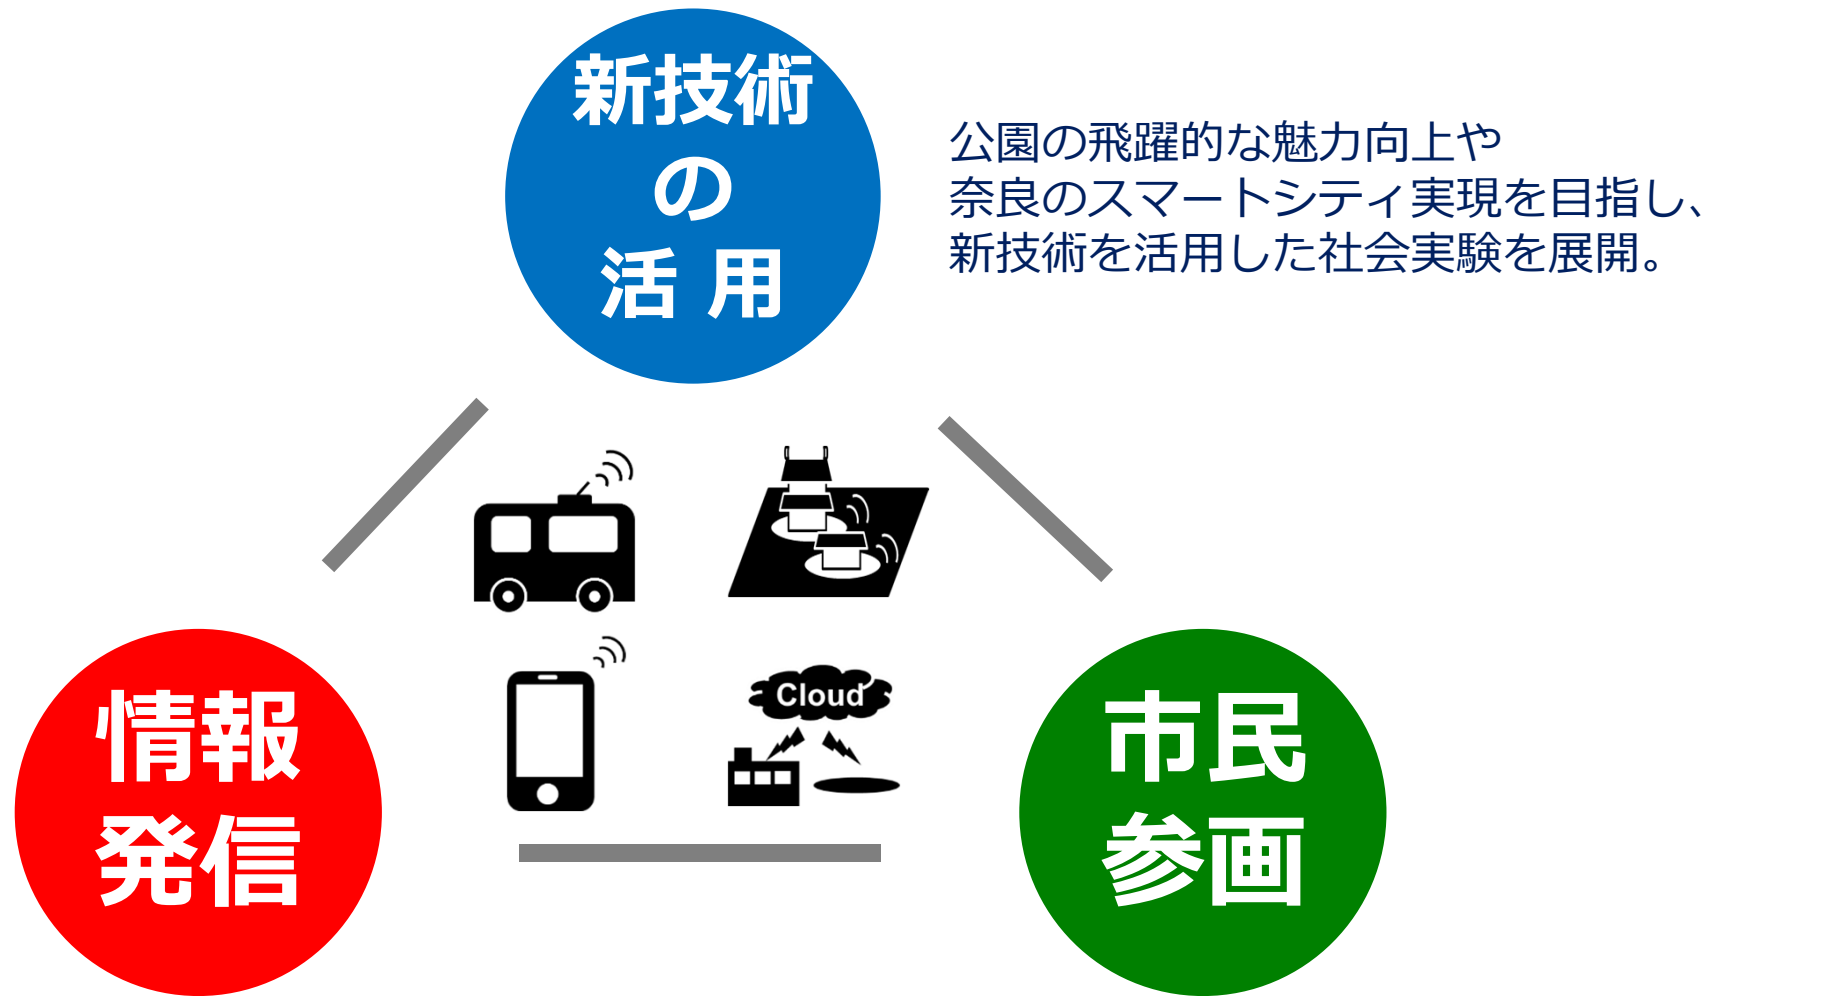 新技術
の
活 用
公園の飛躍的な魅力向上や
奈良のスマートシティ実現を目指し、
新技術を活用した社会実験を展開。
Cloud
情報
発信
市民
参画